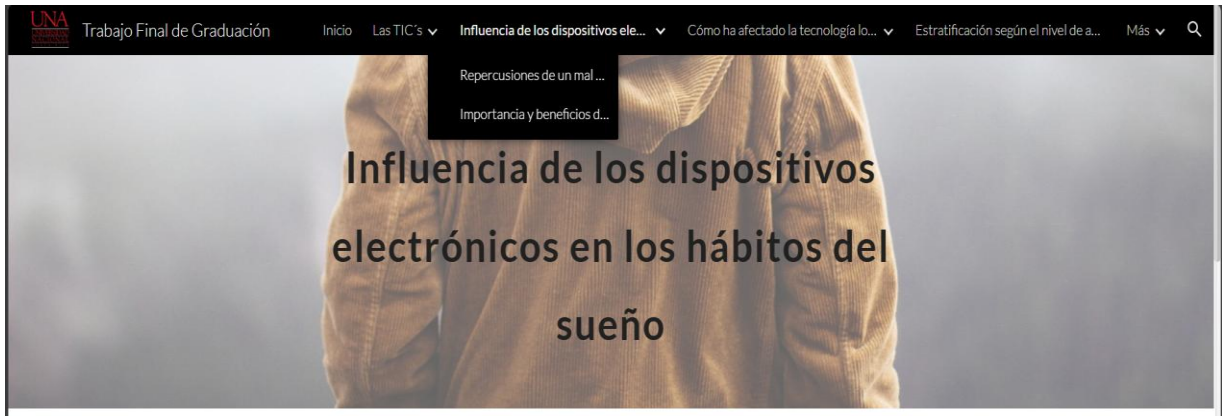 UNA
UNIVERSIDAD
NACIONAL
Trabajo Final de Graduación
Inicio
Las TIC´s
Influencia de los dispositivos ele...
Cómo ha afectado la tecnología lo...
Estratificación según el nivel de a...
Más
Repercusiones de un mal ...
Importancia y beneficios d...
Influencia de los dispositivos
electrónicos en los hábitos del
sueño